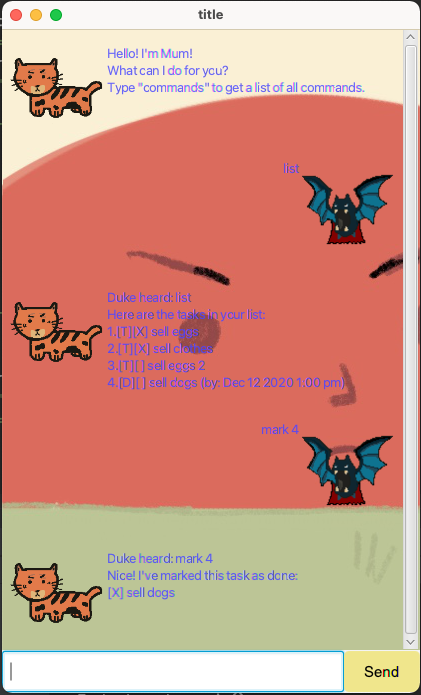 title
Hello! I'm Mum!
What can I do for you?
Type "commands" to get a list of all commands.
list
Duke heard: list
Here are the tasks in your list:
1.[T][X] sell eggs
2.[T][X] sell clothes
3.[T][ ] sell eggs 2
4.[D][ ] sell dogs (by: Dec 12 2020 1:00 pm)
mark 4
Duke heard: mark 4
Nice! I've marked this task as done:
[X] sell dogs
Send